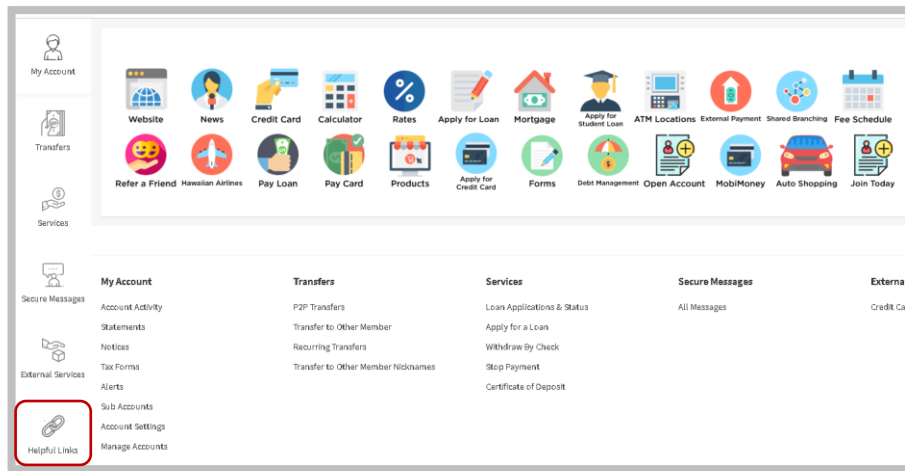 My Account
Transfers
Services
Secure Messages
External Services
Helpful Links
Website News Credit Card Calculator Rates Apply for Loan Mortgage Apply for Student Loan ATM Locations External Payment Shared Branching Fee Schedule
Refer a Friend Hawaiian Airlines Pay Loan Pay Card Products Apply for Credit Card Forms Debt Management Open Account MobiMoney Auto Shopping Join Today
My Account
Account Activity
Statements
Notices
Tax Forms
Alerts
Sub Accounts
Account Settings
Manage Accounts
Transfers
P2P Transfers
Transfer to Other Member
Recurring Transfers
Transfer to Other Member Nicknames
Services
Loan Applications & Status
Apply for a Loan
Withdraw By Check
Stop Payment
Certificate of Deposit
Secure Messages
All Messages
Externa
Credit Ca